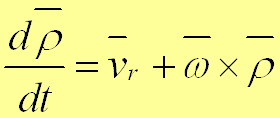 dρ̅/dt = v̅ᵣ + ω̅ × ρ̅